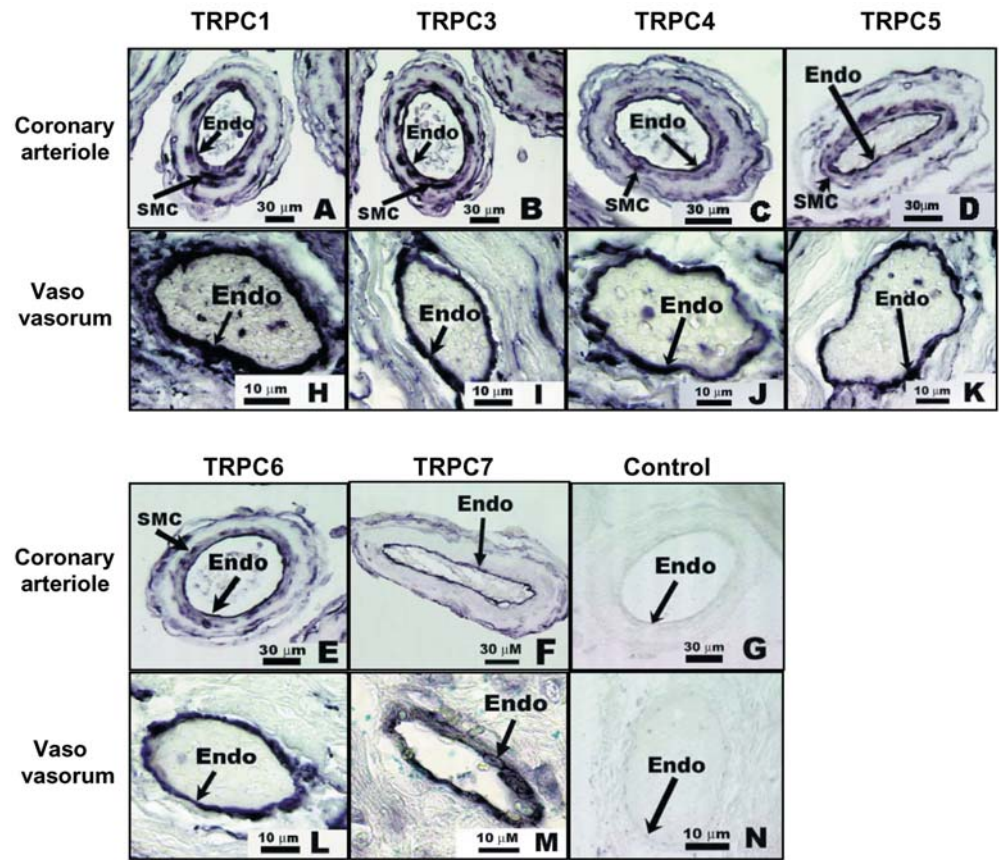 TRPC1 TRPC3 TRPC4 TRPC5
Coronary
arteriole
Endo
SMC
30 μm A
Endo
SMC
30 μm B
Endo
SMC
30 μm C
Endo
SMC
30μm D
Vaso
vasorum
Endo
10 μm H
Endo
10 μm I
Endo
10 μm J
Endo
10 μm K
TRPC6 TRPC7 Control
Coronary
arteriole
SMC
Endo
30 μm E
Endo
30 μM F
Endo
30 μm G
Vaso
vasorum
Endo
10 μm L
Endo
10 μM M
Endo
10 μm N